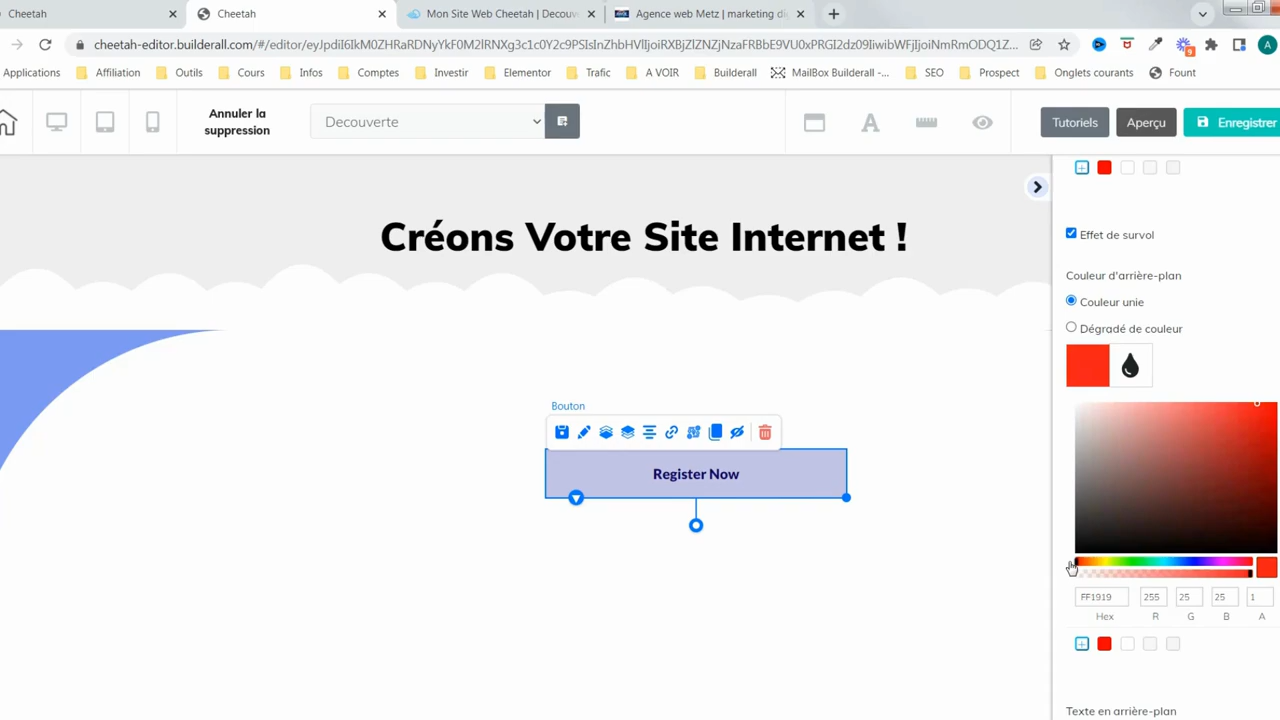 Cheetah
Cheetah
Mon Site Web Cheetah | Decouv
Agence web Metz | marketing di
cheetah-editor.builderall.com/#/editor/
Applications
Affiliation
Outils
Cours
Infos
Comptes
Investir
Elementor
Trafic
A VOIR
Builderall
MailBox Builderall -...
SEO
Prospect
Onglets courants
Fount
9
A
Annuler la
suppression
Decouverte
Tutoriels
Aperçu
Enregistrer
Créons Votre Site Internet !
Effet de survol
Couleur d'arrière-plan
Couleur unie
Dégradé de couleur
Bouton
Register Now
FF1919
255
25
25
1
Hex
R
G
B
A
Texte en arrière-plan